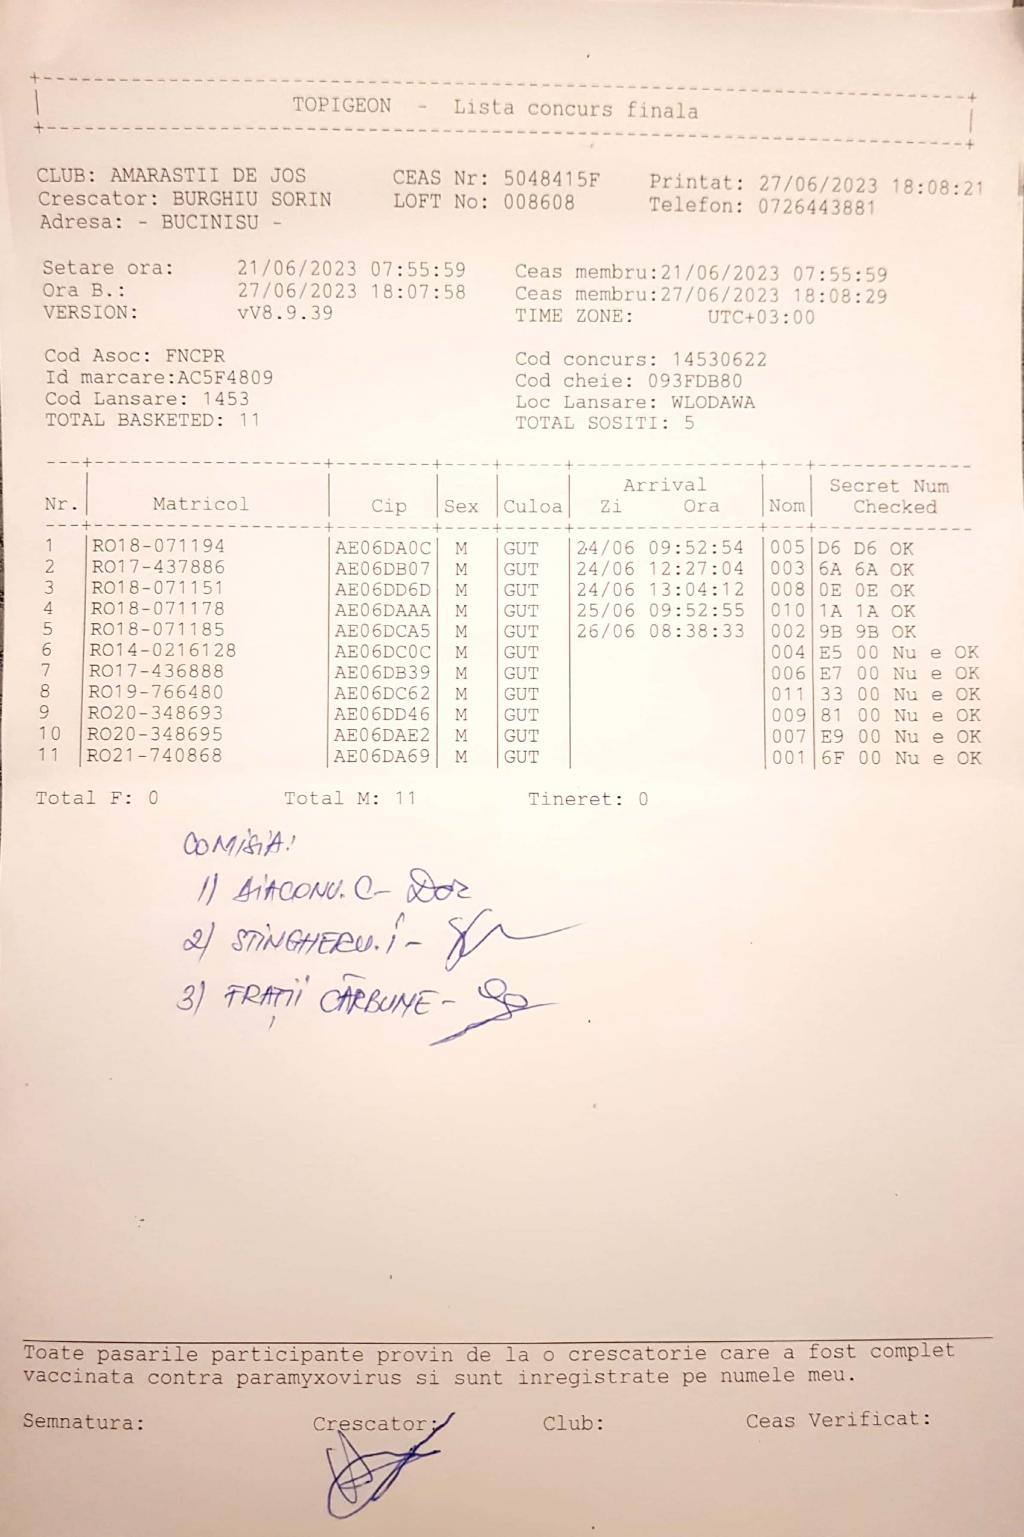 TOPIGEON - Lista concurs finala
CLUB: AMARASTII DE JOS CEAS Nr: 5048415F Printat: 27/06/2023 18:08:21
Crescator: BURGHIU SORIN LOFT No: 008608 Telefon: 0726443881
Adresa: - BUCINISU -
Setare ora: 21/06/2023 07:55:59 Ceas membru:21/06/2023 07:55:59
Ora B.: 27/06/2023 18:07:58 Ceas membru:27/06/2023 18:08:29
VERSION: vV8.9.39 TIME ZONE: UTC+03:00
Cod Asoc: FNCPR Cod concurs: 14530622
Id marcare:AC5F4809 Cod cheie: 093FDB80
Cod Lansare: 1453 Loc Lansare: WLODAWA
TOTAL BASKETED: 11 TOTAL SOSITI: 5
Arrival Secret Num
Nr. Matricol Cip Sex Culoa Zi Ora Nom Checked
1 RO18-071194 AE06DA0C M GUT 24/06 09:52:54 005 D6 D6 OK
2 RO17-437886 AE06DB07 M GUT 24/06 12:27:04 003 6A 6A OK
3 RO18-071151 AE06DD6D M GUT 24/06 13:04:12 008 0E 0E OK
4 RO18-071178 AE06DAAA M GUT 25/06 09:52:55 010 1A 1A OK
5 RO18-071185 AE06DCA5 M GUT 26/06 08:38:33 002 9B 9B OK
6 RO14-0216128 AE06DC0C M GUT 004 E5 00 Nu e OK
7 RO17-436888 AE06DB39 M GUT 006 E7 00 Nu e OK
8 RO19-766480 AE06DC62 M GUT 011 33 00 Nu e OK
9 RO20-348693 AE06DD46 M GUT 009 81 00 Nu e OK
10 RO20-348695 AE06DAE2 M GUT 007 E9 00 Nu e OK
11 RO21-740868 AE06DA69 M GUT 001 6F 00 Nu e OK
Total F: 0 Total M: 11 Tineret: 0
COMISIA:
1) DIACONU. C-
2) STINGHERU. I -
3) FRAȚII CĂRBUNE -
Toate pasarile participante provin de la o crescatorie care a fost complet
vaccinata contra paramyxovirus si sunt inregistrate pe numele meu.
Semnatura: Crescator: Club: Ceas Verificat: